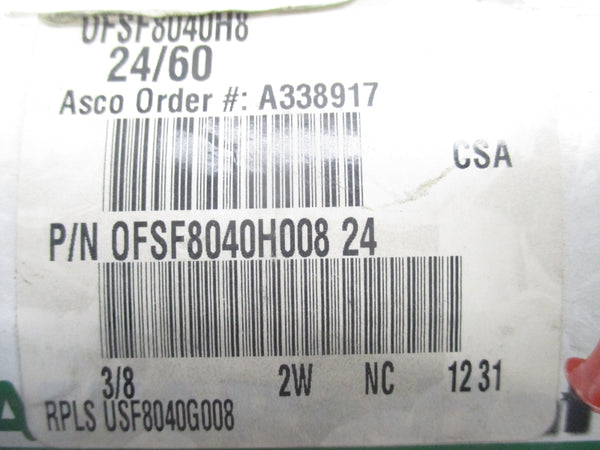 OFSF8040H8
24/60
Asco Order #: A338917
CSA
P/N OFSF8040H008 24
3/8 2W NC 12 31
RPLS USF8040G008
A